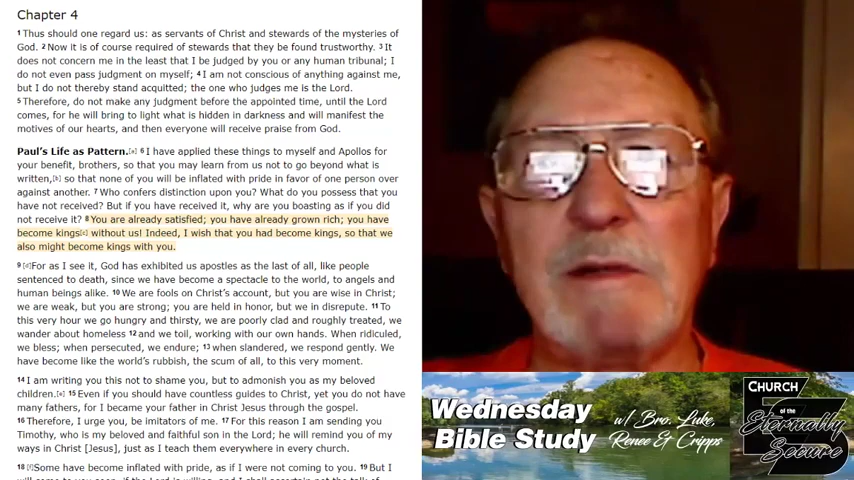 Chapter 4
1 Thus should one regard us: as servants of Christ and stewards of the mysteries of
God. 2 Now it is of course required of stewards that they be found trustworthy. 3 It
does not concern me in the least that I be judged by you or any human tribunal; I
do not even pass judgment on myself; 4 I am not conscious of anything against me,
but I do not thereby stand acquitted; the one who judges me is the Lord.
5 Therefore, do not make any judgment before the appointed time, until the Lord
comes, for he will bring to light what is hidden in darkness and will manifest the
motives of our hearts, and then everyone will receive praise from God.
Paul's Life as Pattern.[a] 6 I have applied these things to myself and Apollos for
your benefit, brothers, so that you may learn from us not to go beyond what is
written,[b] so that none of you will be inflated with pride in favor of one person over
against another. 7 Who confers distinction upon you? What do you possess that you
have not received? But if you have received it, why are you boasting as if you did
not receive it? 8 You are already satisfied; you have already grown rich; you have
become kings[c] without us! Indeed, I wish that you had become kings, so that we
also might become kings with you.
9 [d]For as I see it, God has exhibited us apostles as the last of all, like people
sentenced to death, since we have become a spectacle to the world, to angels and
human beings alike. 10 We are fools on Christ's account, but you are wise in Christ;
we are weak, but you are strong; you are held in honor, but we in disrepute. 11 To
this very hour we go hungry and thirsty, we are poorly clad and roughly treated, we
wander about homeless 12 and we toil, working with our own hands. When ridiculed,
we bless; when persecuted, we endure; 13 when slandered, we respond gently. We
have become like the world's rubbish, the scum of all, to this very moment.
14 I am writing you this not to shame you, but to admonish you as my beloved
children.[e] 15 Even if you should have countless guides to Christ, yet you do not have
many fathers, for I became your father in Christ Jesus through the gospel.
16 Therefore, I urge you, be imitators of me. 17 For this reason I am sending you
Timothy, who is my beloved and faithful son in the Lord; he will remind you of my
ways in Christ [Jesus], just as I teach them everywhere in every church.
18 [f]Some have become inflated with pride, as if I were not coming to you. 19 But I
will come to you soon, if the Lord is willing, and I shall ascertain not the talk of
Wednesday
Bible Study
w/ Bro. Luke,
Renee & Cripps
CHURCH
of the
Eternally
Secure